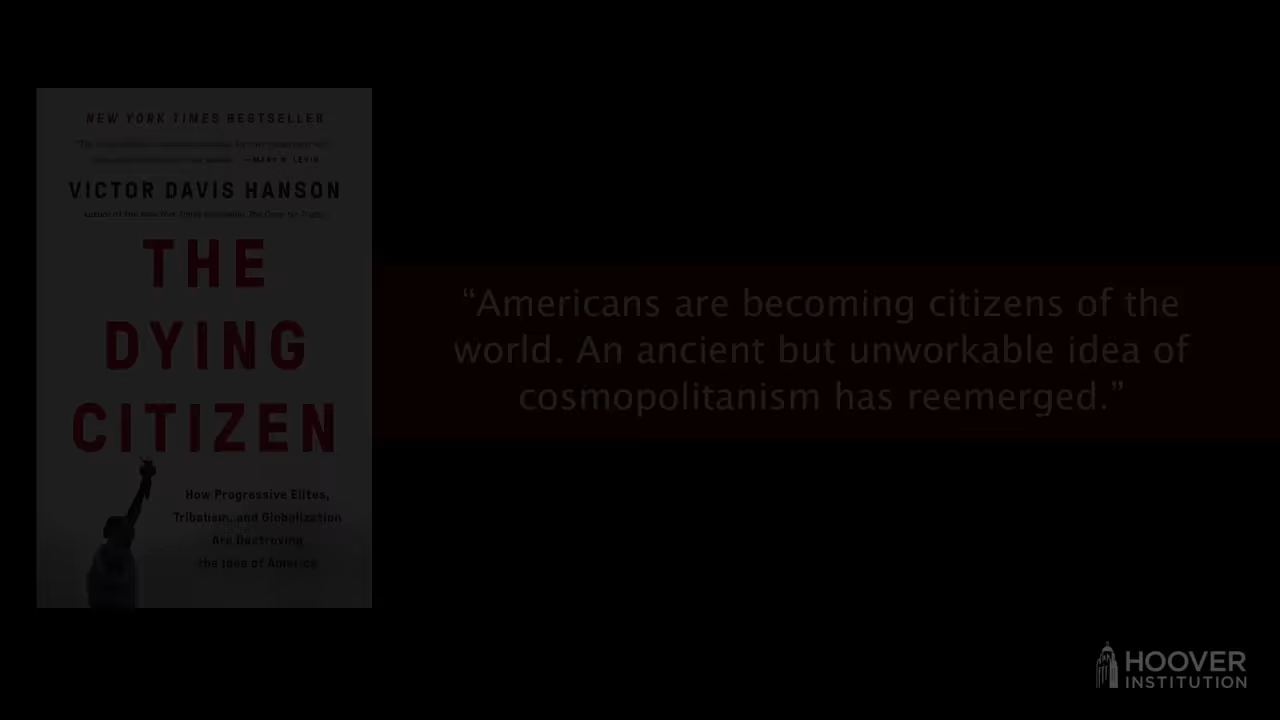 NEW YORK TIMES BESTSELLER
—MARK R. LEVIN
VICTOR DAVIS HANSON
THE
DYING
CITIZEN
How Progressive Elites,
Tribalism, and Globalization
Are Destroying
the Idea of America
“Americans are becoming citizens of the
world. An ancient but unworkable idea of
cosmopolitanism has reemerged.”
HOOVER
INSTITUTION